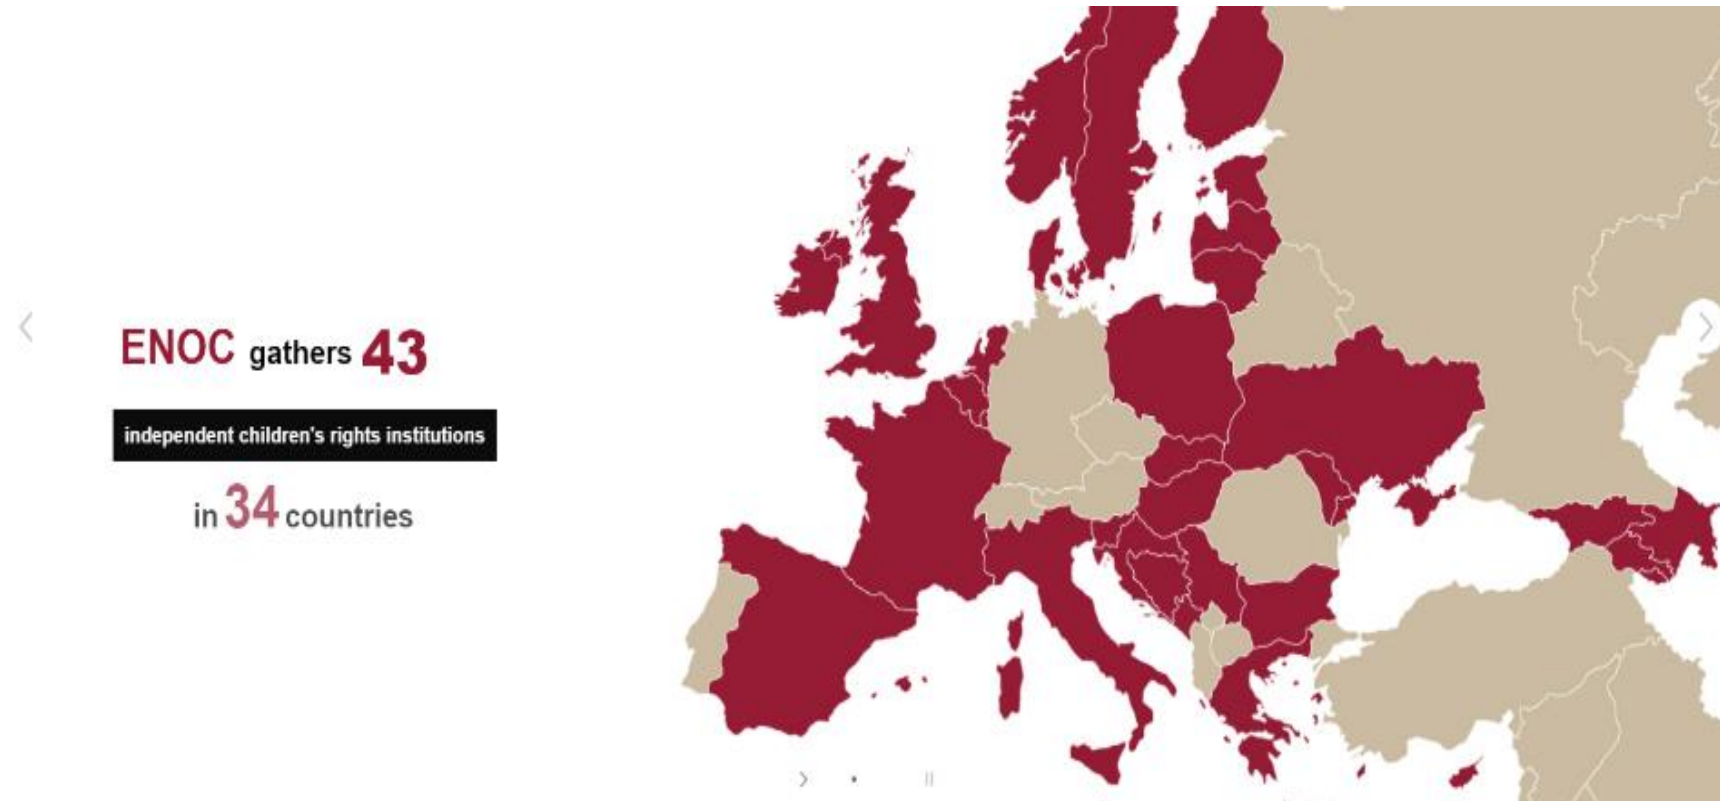 ENOC gathers 43
independent children's rights institutions
in 34 countries